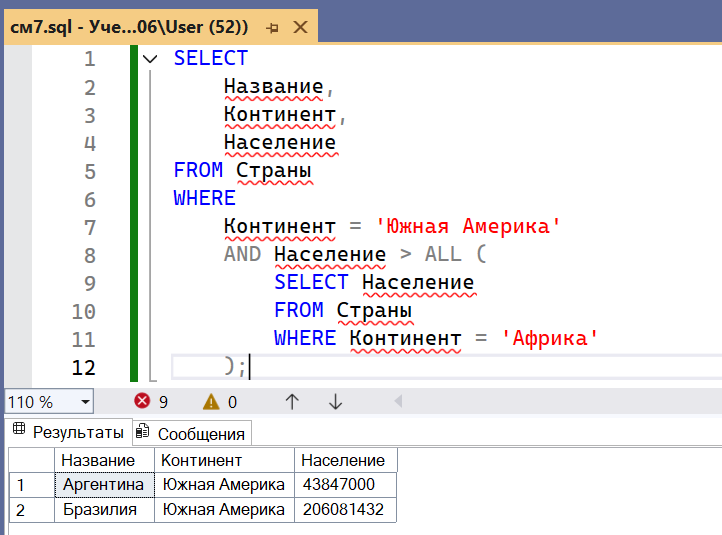 см7.sql - Уче...06\User (52))
1 SELECT
2 Название,
3 Континент,
4 Население
5 FROM Страны
6 WHERE
7 Континент = 'Южная Америка'
8 AND Население > ALL (
9 SELECT Население
10 FROM Страны
11 WHERE Континент = 'Африка'
12 );
110 % 9 0
Результаты Сообщения
Название Континент Население
1 Аргентина Южная Америка 43847000
2 Бразилия Южная Америка 206081432